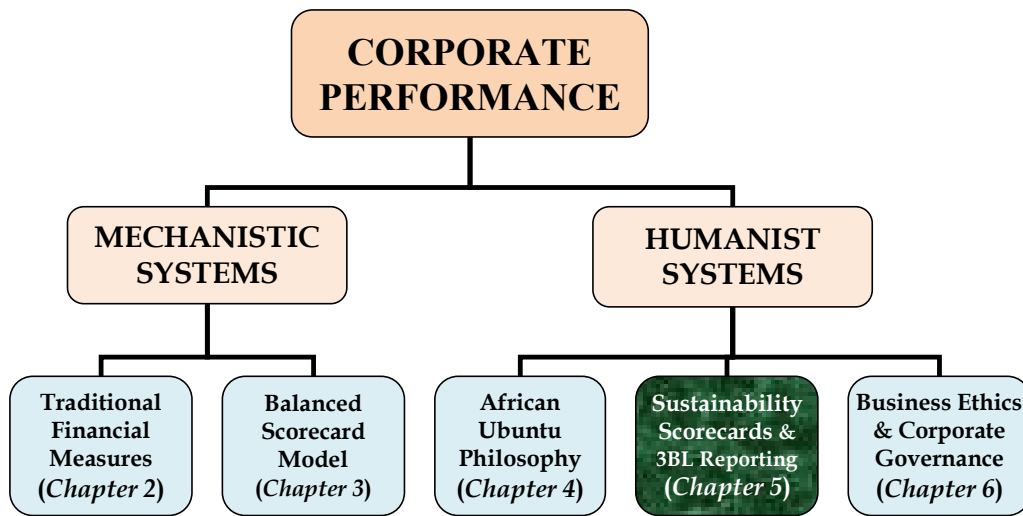 CORPORATE
PERFORMANCE
MECHANISTIC
SYSTEMS
HUMANIST
SYSTEMS
Traditional
Financial
Measures
(Chapter 2)
Balanced
Scorecard
Model
(Chapter 3)
African
Ubuntu
Philosophy
(Chapter 4)
Sustainability
Scorecards &
3BL Reporting
(Chapter 5)
Business Ethics
& Corporate
Governance
(Chapter 6)